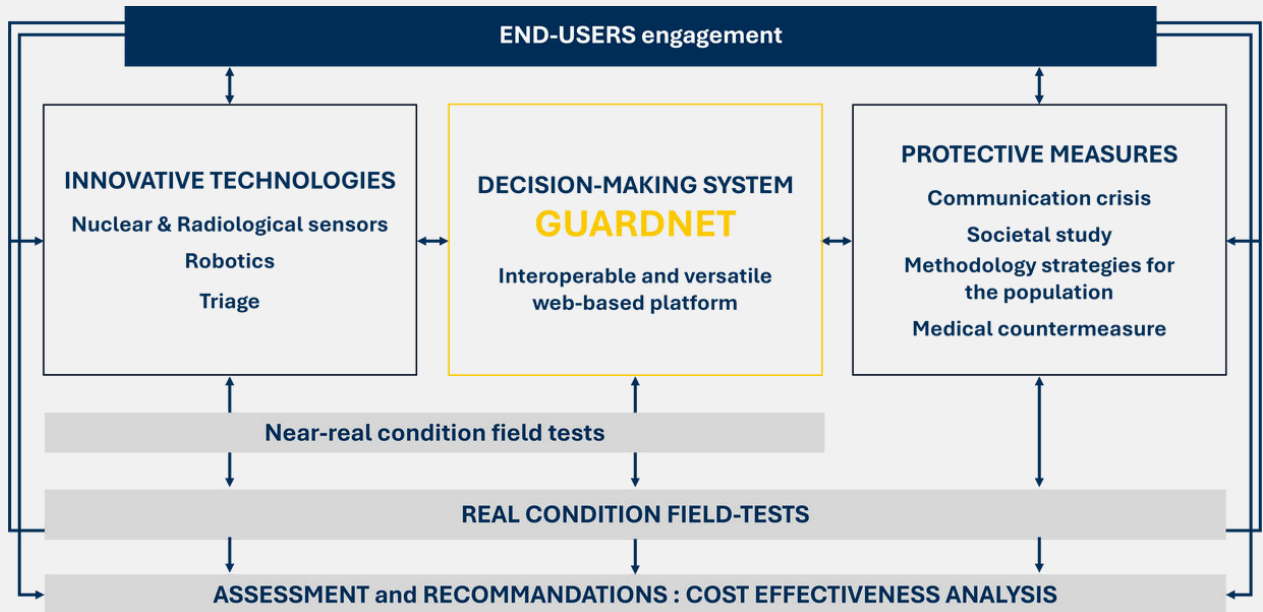 END-USERS engagement
INNOVATIVE TECHNOLOGIES
Nuclear & Radiological sensors
Robotics
Triage
DECISION-MAKING SYSTEM
GUARDNET
Interoperable and versatile
web-based platform
PROTECTIVE MEASURES
Communication crisis
Societal study
Methodology strategies for
the population
Medical countermeasure
Near-real condition field tests
REAL CONDITION FIELD-TESTS
ASSESSMENT and RECOMMANDATIONS : COST EFFECTIVENESS ANALYSIS